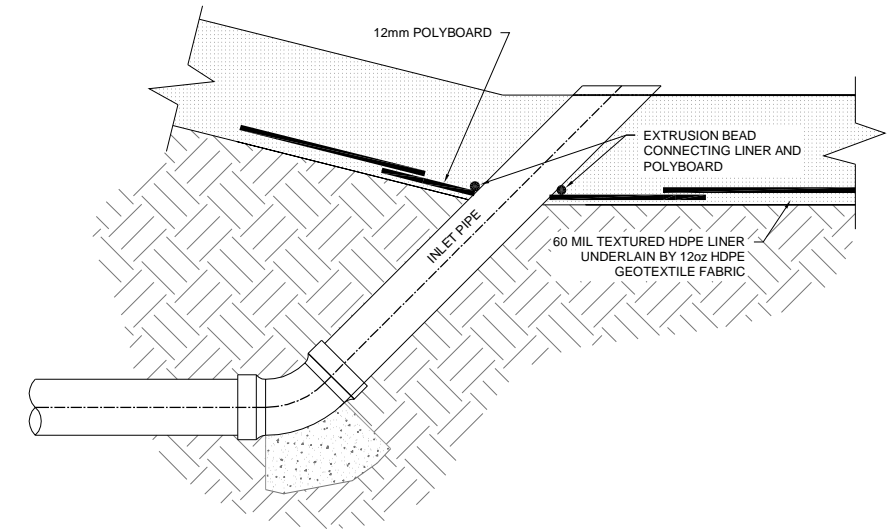 12mm POLYBOARD
EXTRUSION BEAD
CONNECTING LINER AND
POLYBOARD
INLET PIPE
60 MIL TEXTURED HDPE LINER
UNDERLAIN BY 12oz HDPE
GEOTEXTILE FABRIC